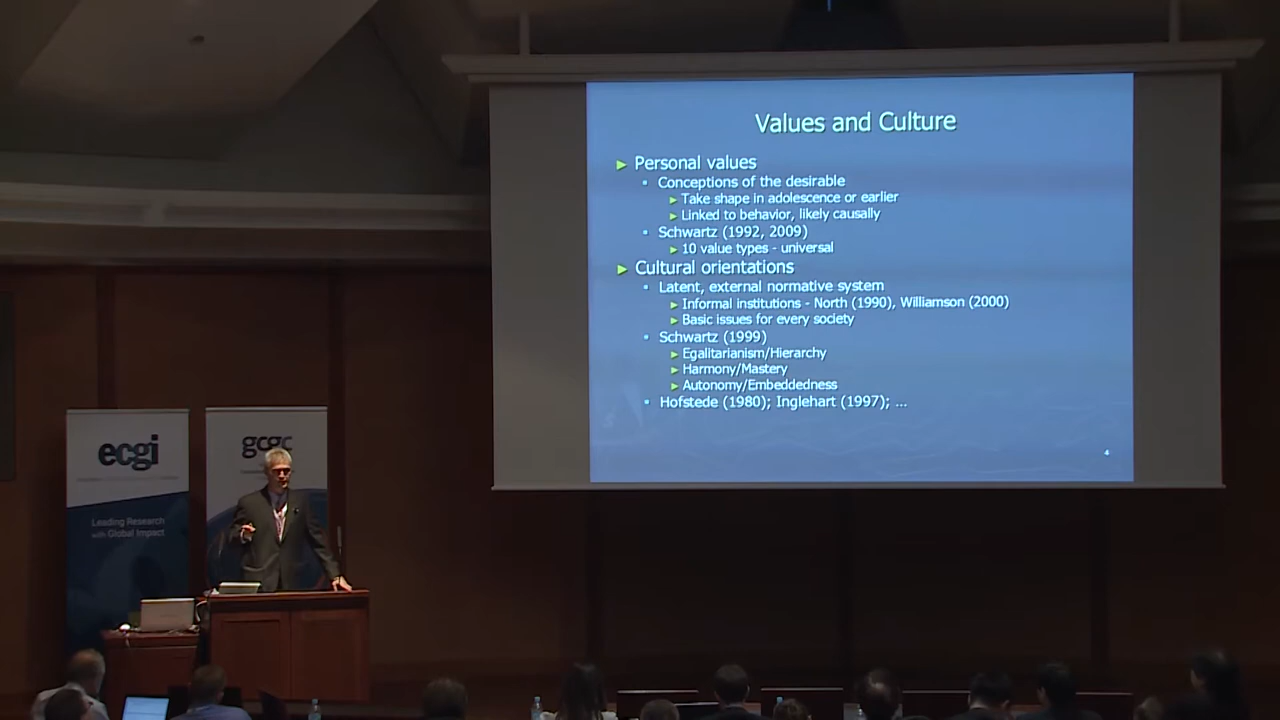 Values and Culture
► Personal values
• Conceptions of the desirable
► Take shape in adolescence or earlier
► Linked to behavior, likely causally
• Schwartz (1992, 2009)
► 10 value types - universal
► Cultural orientations
• Latent, external normative system
► Informal institutions - North (1990), Williamson (2000)
► Basic issues for every society
• Schwartz (1999)
► Egalitarianism/Hierarchy
► Harmony/Mastery
► Autonomy/Embeddedness
• Hofstede (1980); Inglehart (1997); ...
4
ecgi
Leading Research
with Global Impact
gcgc